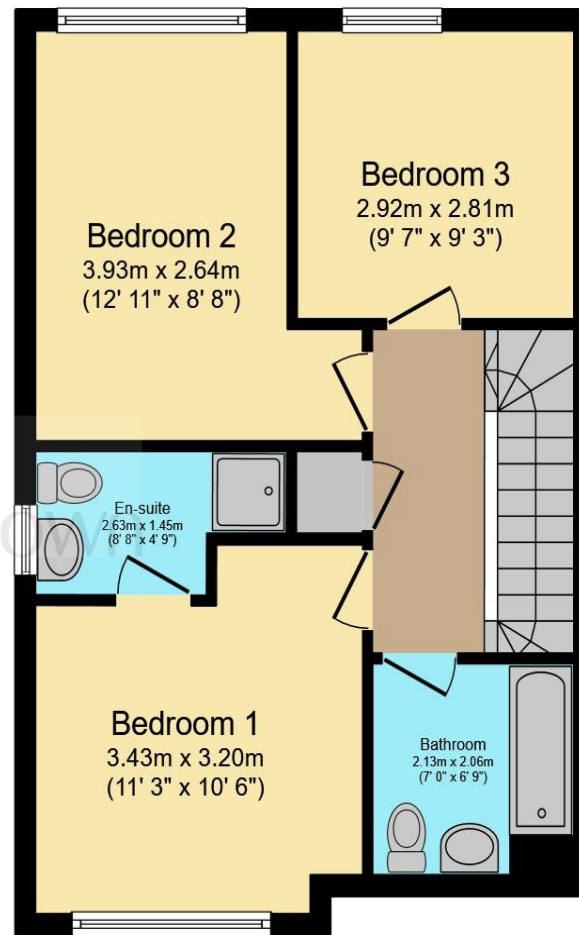 Bedroom 3
2.92m x 2.81m
(9' 7" x 9' 3")
Bedroom 2
3.93m x 2.64m
(12' 11" x 8' 8")
En-suite
2.63m x 1.45m
(8' 8" x 4' 9")
Bedroom 1
3.43m x 3.20m
(11' 3" x 10' 6")
Bathroom
2.13m x 2.06m
(7' 0" x 6' 9")